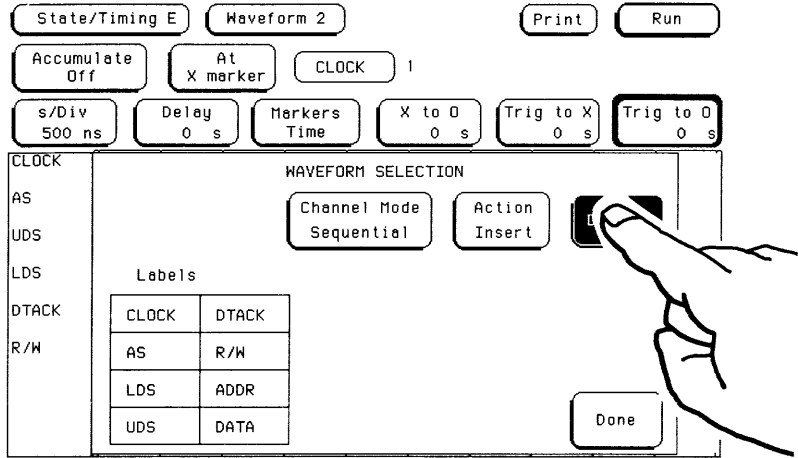 State/Timing E Waveform 2 Print Run
Accumulate Off At X marker CLOCK 1
s/Div 500 ns Delay 0 s Markers Time X to O 0 s Trig to X 0 s Trig to O 0 s
CLOCK
AS
UDS
LDS
DTACK
R/W
WAVEFORM SELECTION
Channel Mode Sequential
Action Insert
Labels
CLOCK DTACK
AS R/W
LDS ADDR
UDS DATA
Done